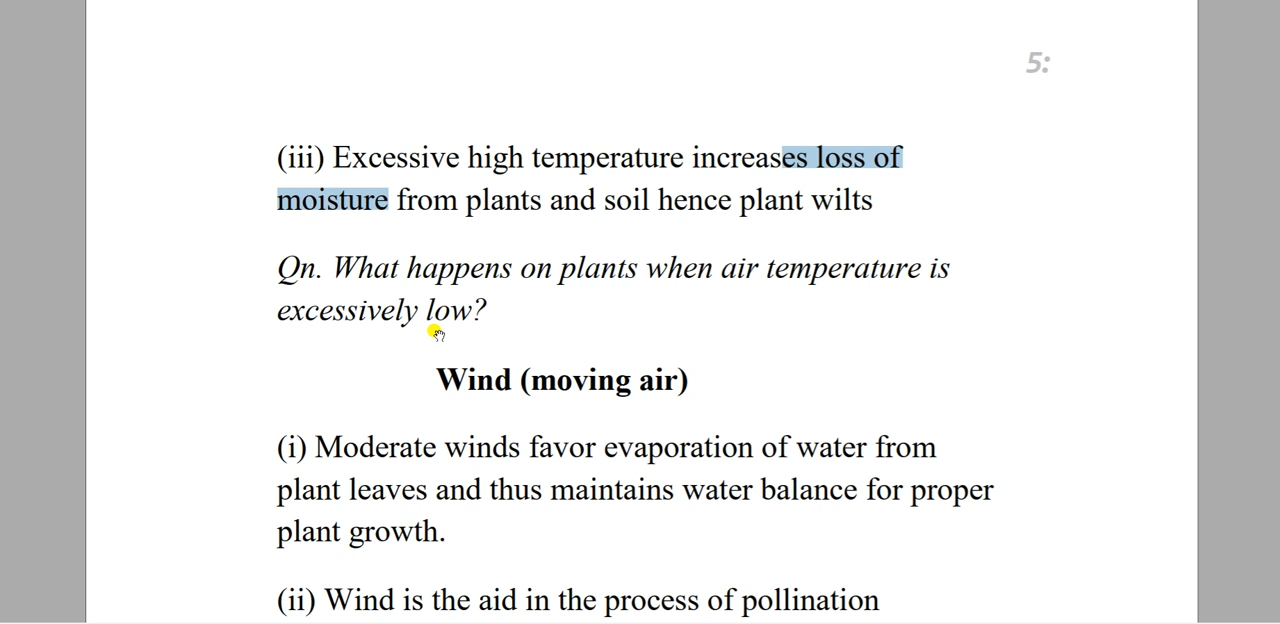 5:
(iii) Excessive high temperature increases loss of
moisture from plants and soil hence plant wilts
Qn. What happens on plants when air temperature is
excessively low?
Wind (moving air)
(i) Moderate winds favor evaporation of water from
plant leaves and thus maintains water balance for proper
plant growth.
(ii) Wind is the aid in the process of pollination